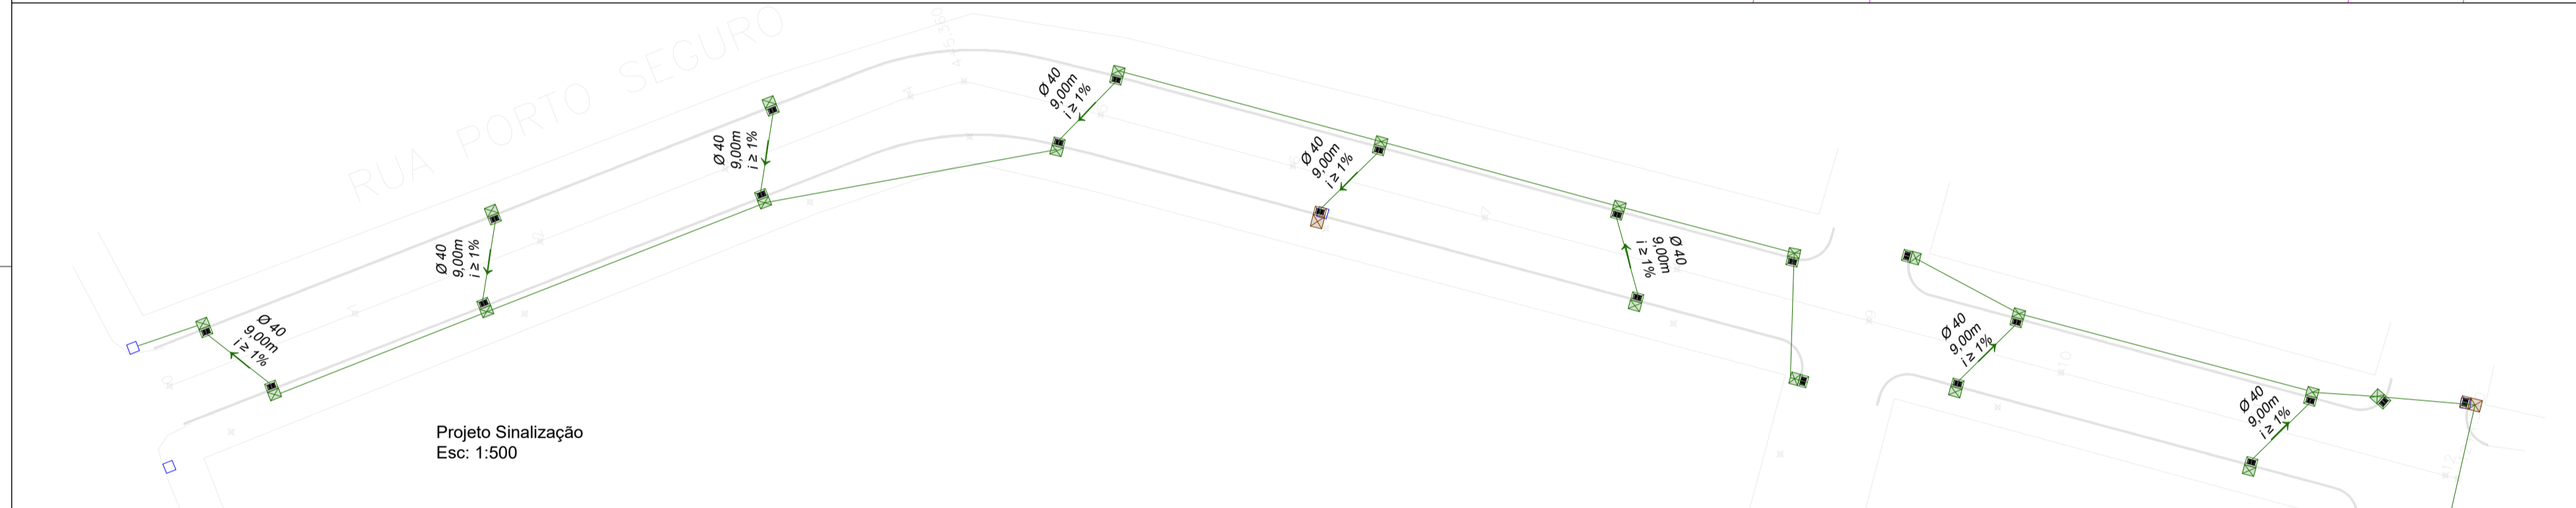 RUA PORTO SEGURO
Ø 40
9,00m
i ≥ 1%
Ø 40
9,00m
i ≥ 1%
Ø 40
9,00m
i ≥ 1%
Ø 40
9,00m
i ≥ 1%
Ø 40
9,00m
i ≥ 1%
Ø 40
9,00m
i ≥ 1%
Ø 40
9,00m
i ≥ 1%
Ø 40
9,00m
i ≥ 1%
Projeto Sinalização
Esc: 1:500